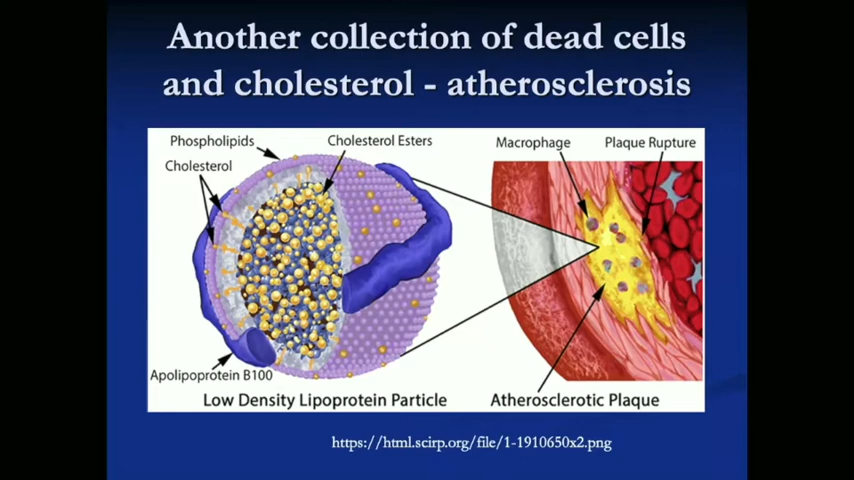 Another collection of dead cells
and cholesterol - atherosclerosis
Phospholipids
Cholesterol Esters
Cholesterol
Macrophage
Plaque Rupture
Apolipoprotein B100
Low Density Lipoprotein Particle
Atherosclerotic Plaque
https://html.scirp.org/file/1-1910650x2.png